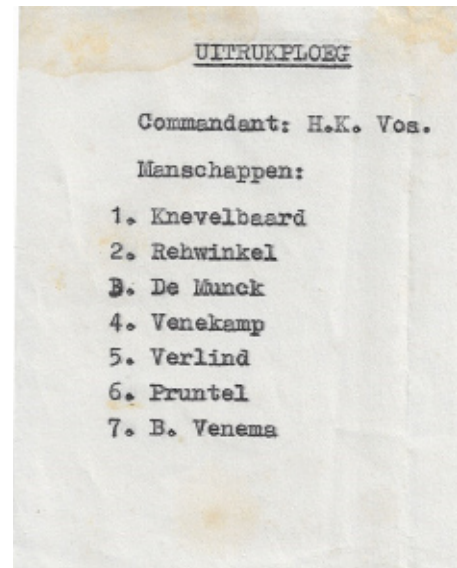 UITRUKPLOEG
Commandant: H.K. Vos.
Manschappen:
1. Knevelbaard
2. Rehwinkel
3. De Munck
4. Venekamp
5. Verlind
6. Pruntel
7. B. Venema